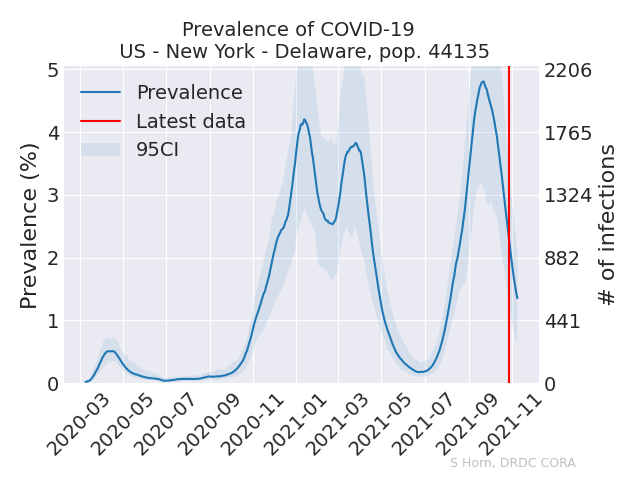 Prevalence of COVID-19
US - New York - Delaware, pop. 44135
Prevalence
Latest data
95CI
Prevalence (%)
5
4
3
2
1
0
# of infections
2206
1765
1324
882
441
0
2020-03
2020-05
2020-07
2020-09
2020-11
2021-01
2021-03
2021-05
2021-07
2021-09
2021-11
S Horn, DRDC CORA